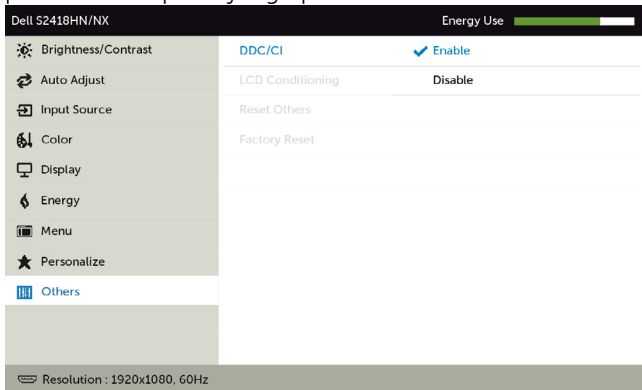 Dell S2418HN/NX
Energy Use
Brightness/Contrast
DDC/CI
Enable
Auto Adjust
LCD Conditioning
Disable
Input Source
Reset Others
Color
Factory Reset
Display
Energy
Menu
Personalize
Others
Resolution : 1920x1080, 60Hz